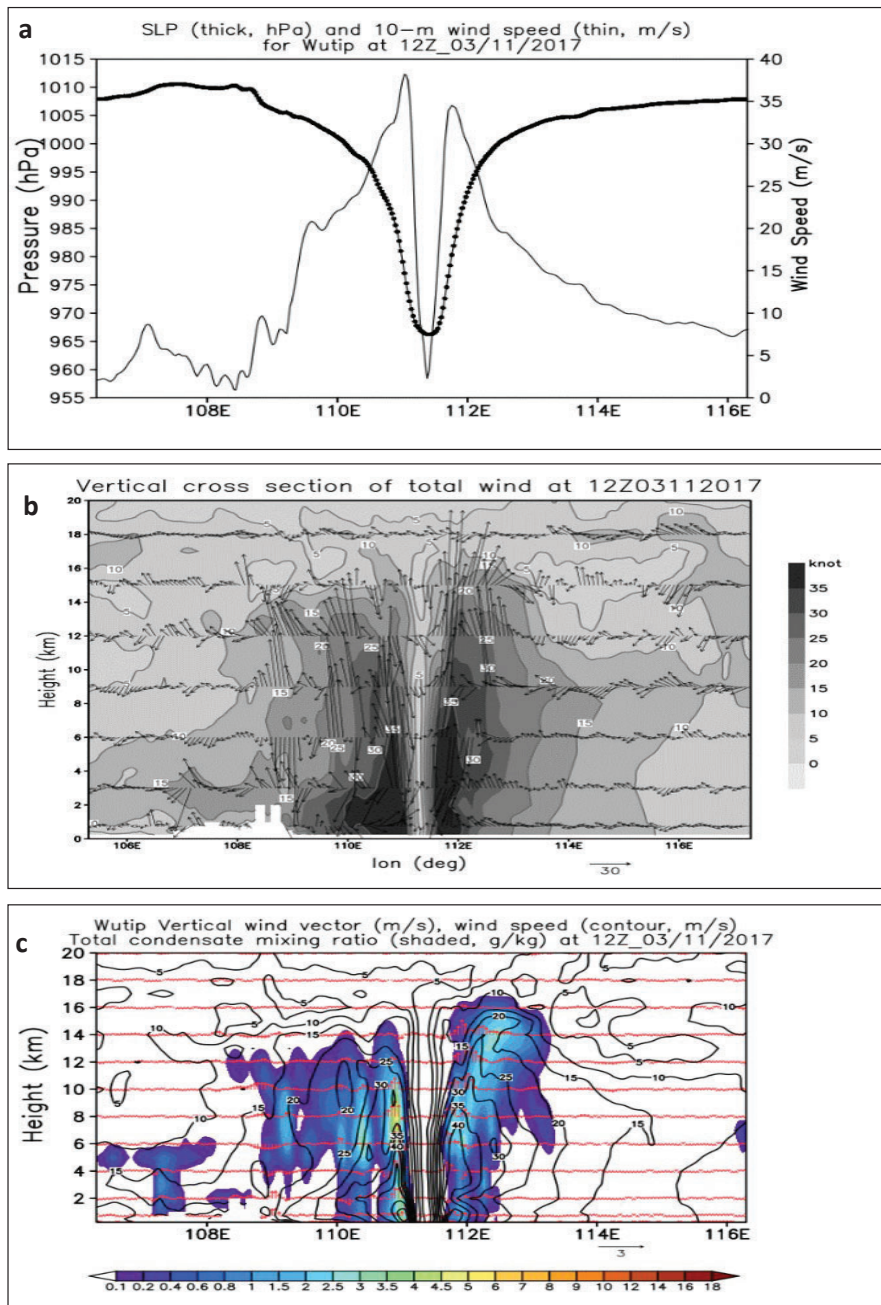 a
SLP (thick, hPa) and 10-m wind speed (thin, m/s)
for Wutip at 12Z_03/11/2017
Pressure (hPa)
1015
1010
1005
1000
995
990
985
980
975
970
965
960
955
40
35
30
25
20
15
10
5
0
Wind Speed (m/s)
108E 110E 112E 114E 116E
b
Vertical cross section of total wind at 12Z03112017
Height (km)
20
18
16
14
12
10
8
6
4
2
0
106E 108E 110E 112E 114E 116E
lon (deg)
30
knot
35
30
25
20
15
10
5
0
c
Wutip Vertical wind vector (m/s), wind speed (contour, m/s)
Total condensate mixing ratio (shaded, g/kg) at 12Z_03/11/2017
Height (km)
20
18
16
14
12
10
8
6
4
2
108E 110E 112E 114E 116E
3
0.1 0.2 0.4 0.6 0.8 1 1.5 2 2.5 3 3.5 4 4.5 5 6 7 8 9 10 12 14 16 18